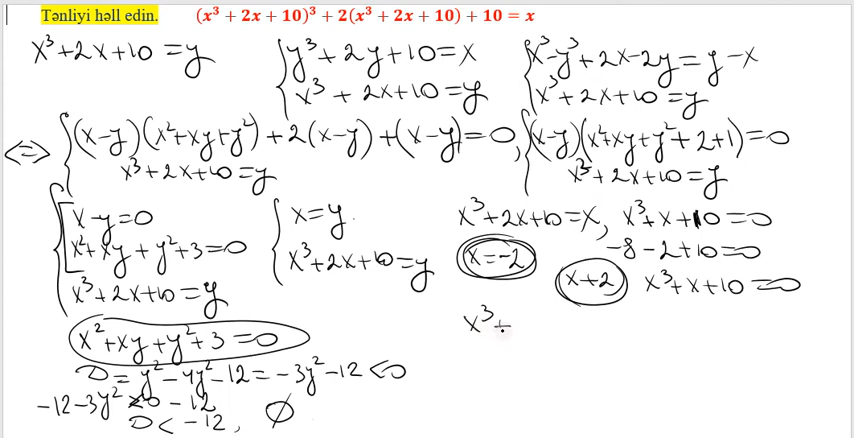 Tənliyi həll edin. (x³ + 2x + 10)³ + 2(x³ + 2x + 10) + 10 = x
x³+2x+10=y
{ y³+2y+10=x
x³+2x+10=y
{ x³-y³+2x-2y=y-x
x³+2x+10=y
<=> { (x-y)(x²+xy+y²)+2(x-y)+(x-y)=0,
x³+2x+10=y
{ (x-y)(x²+xy+y²+2+1)=0
x³+2x+10=y
{ [ x-y=0
x²+xy+y²+3=0
x³+2x+10=y
{ x=y
x³+2x+10=y
x³+2x+10=x, x³+x+10=0
x=-2 -8-2+10=0
x+2 x³+x+10=0
x²+xy+y²+3=0
x³+
D=y²-4y²-12=-3y²-12<0
-12-3y² -12
D<-12, ∅